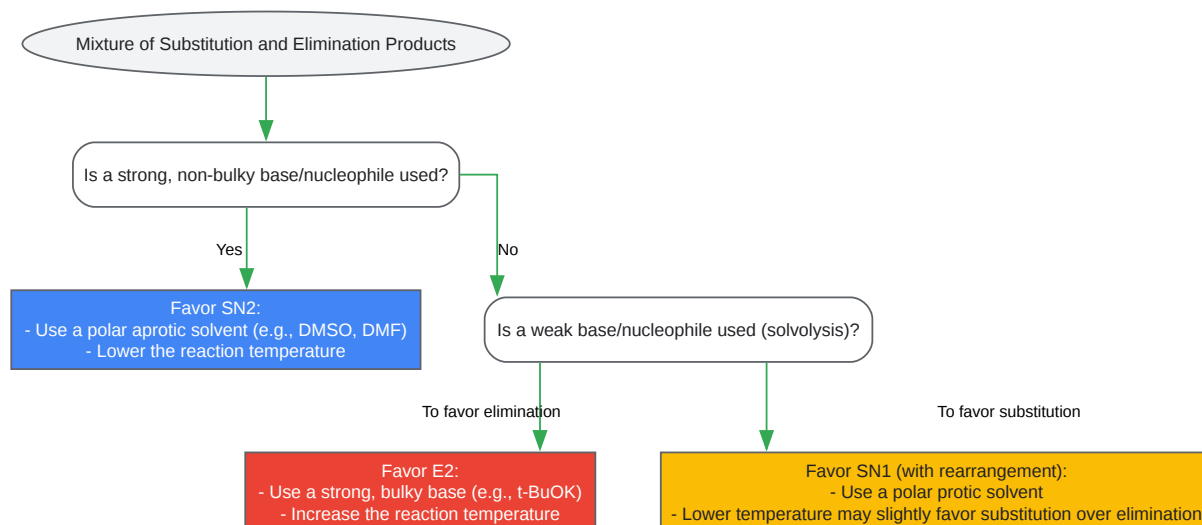 Mixture of Substitution and Elimination Products
Is a strong, non-bulky base/nucleophile used?
Yes
No
Favor SN2:
- Use a polar aprotic solvent (e.g., DMSO, DMF)
- Lower the reaction temperature
Is a weak base/nucleophile used (solvolysis)?
To favor elimination
To favor substitution
Favor E2:
- Use a strong, bulky base (e.g., t-BuOK)
- Increase the reaction temperature
Favor SN1 (with rearrangement):
- Use a polar protic solvent
- Lower temperature may slightly favor substitution over elimination